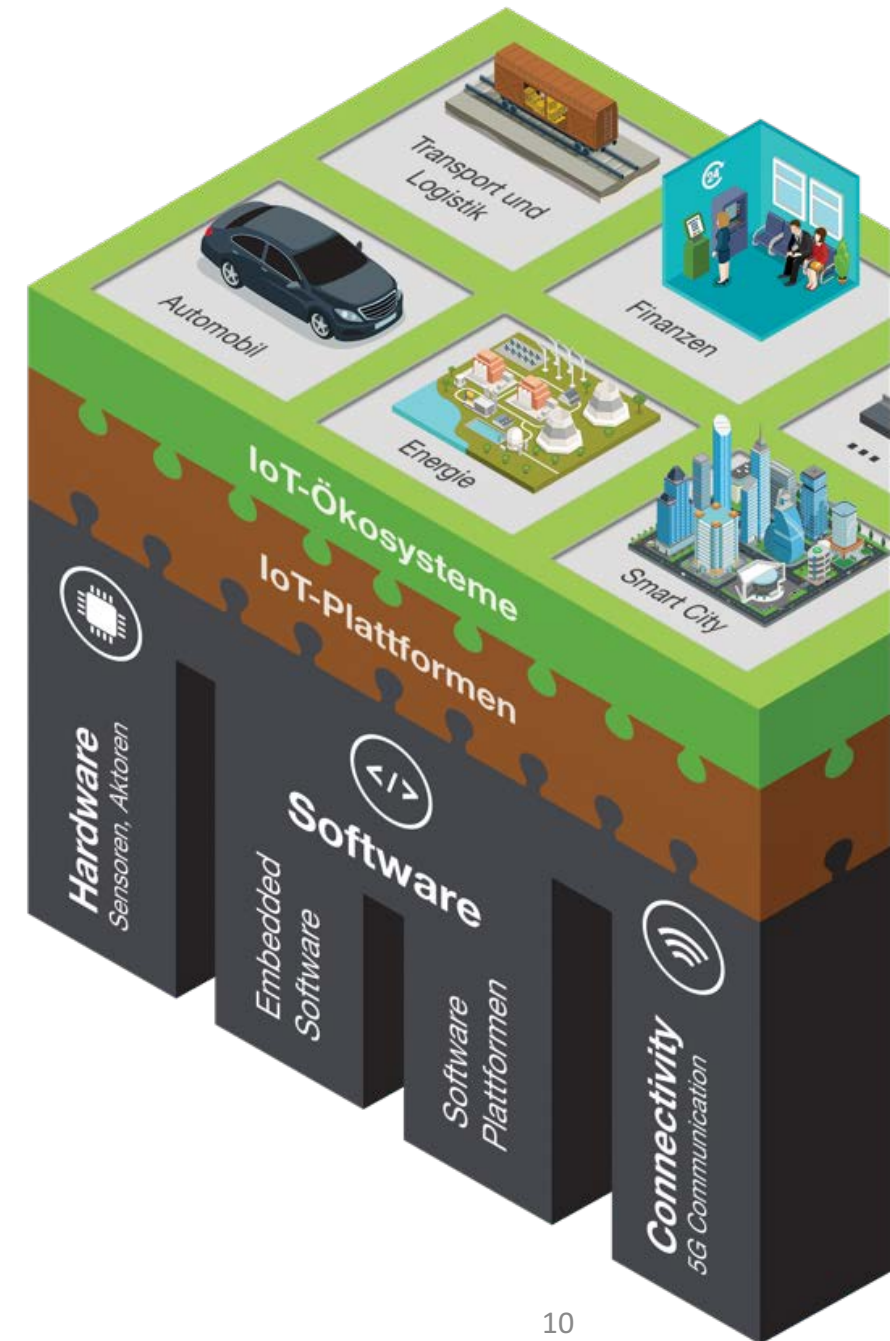 Transport und
Logistik
24
Automobil
Finanzen
Energie
...
Smart City
IoT-Ökosysteme
IoT-Plattformen
Hardware
Sensoren, Aktoren
</>
Software
Embedded
Software
Software
Plattformen
Connectivity
5G Communication
10